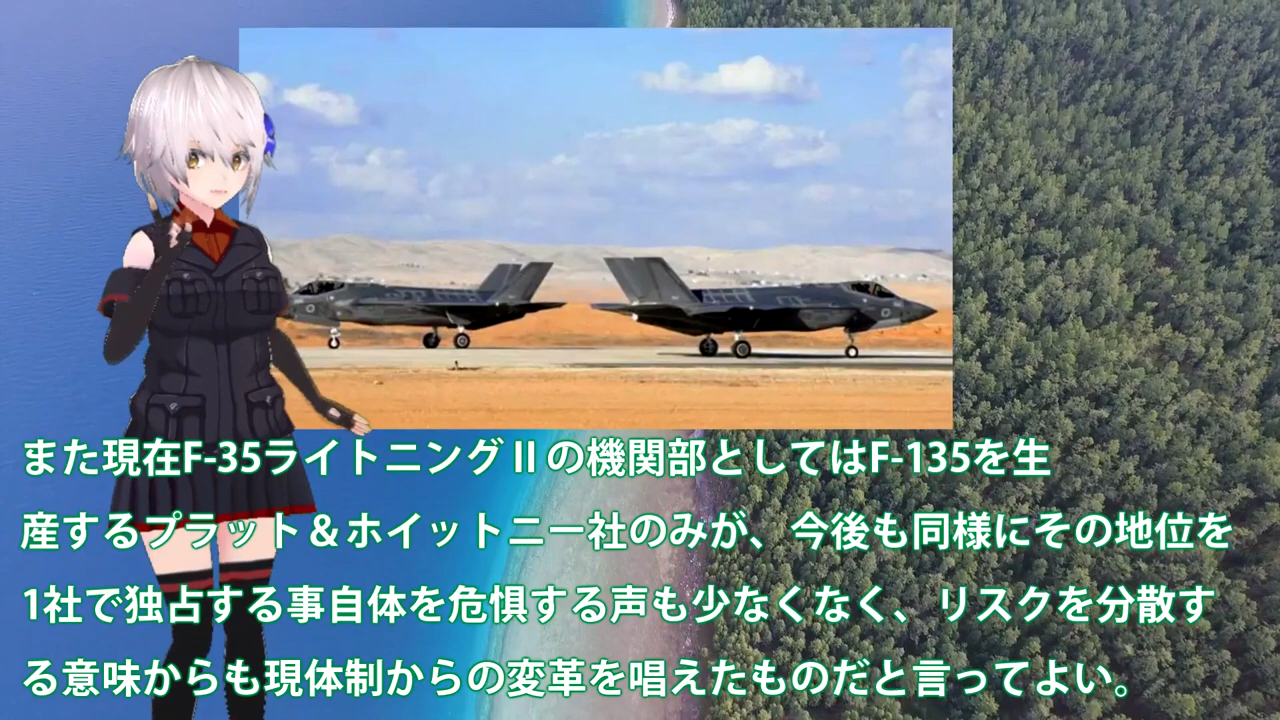 また現在F-35ライトニングⅡの機関部としてはF-135を生
産するプラット＆ホイットニー社のみが、今後も同様にその地位を
1社で独占する事自体を危惧する声も少なくなく、リスクを分散す
る意味からも現体制からの変革を唱えたものだと言ってよい。